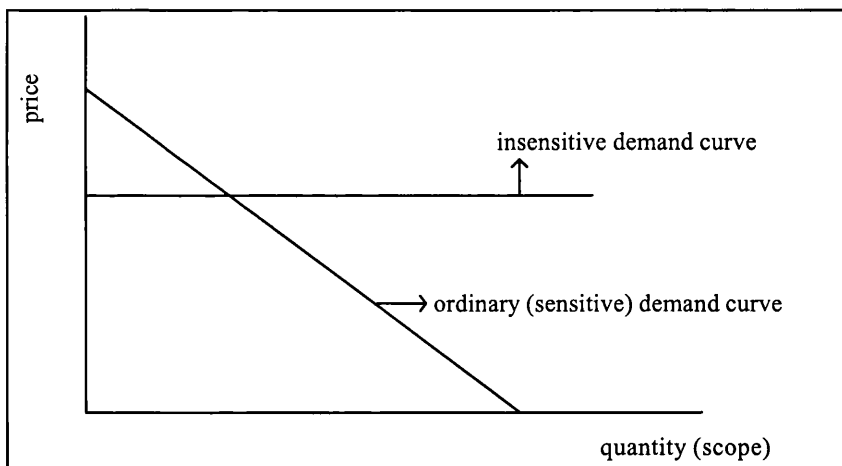 price
insensitive demand curve
ordinary (sensitive) demand curve
quantity (scope)